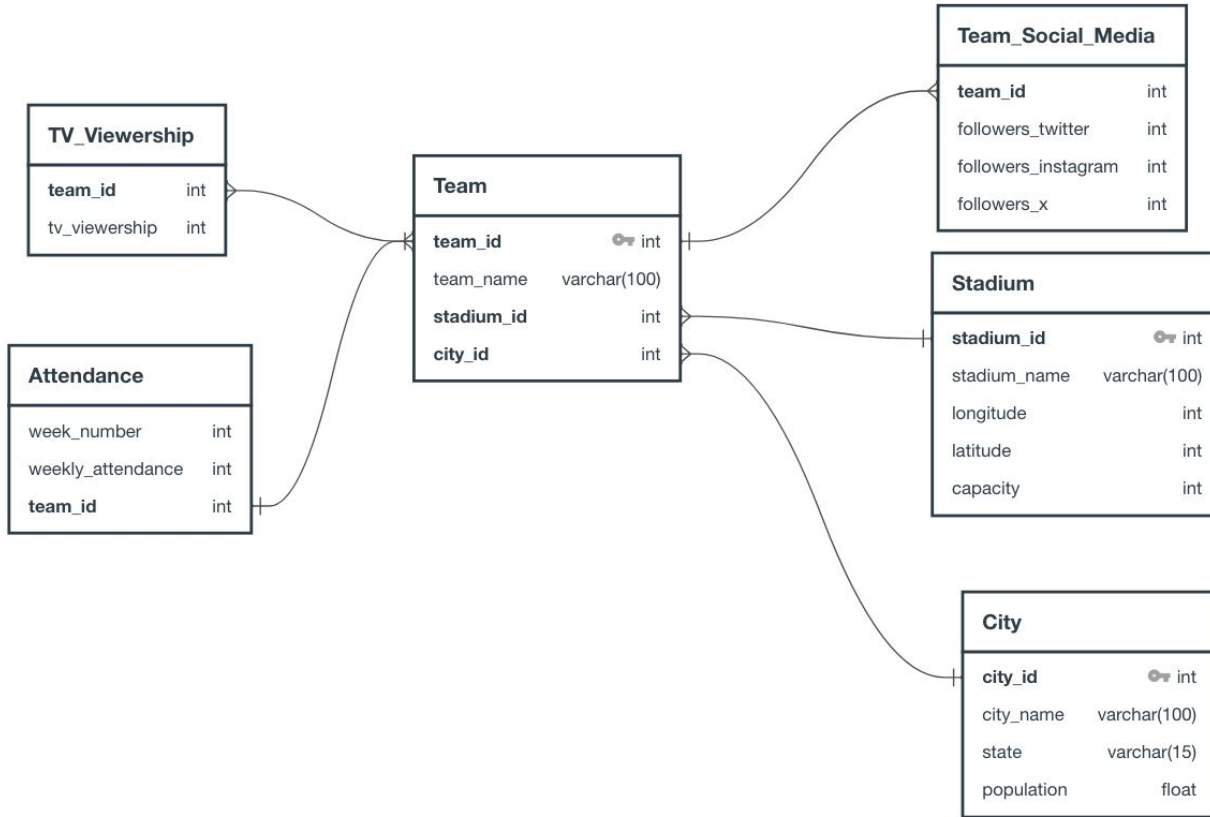 TV_Viewership
team_id int
tv_viewership int
Attendance
week_number int
weekly_attendance int
team_id int
Team
team_id int
team_name varchar(100)
stadium_id int
city_id int
Team_Social_Media
team_id int
followers_twitter int
followers_instagram int
followers_x int
Stadium
stadium_id int
stadium_name varchar(100)
longitude int
latitude int
capacity int
City
city_id int
city_name varchar(100)
state varchar(15)
population float